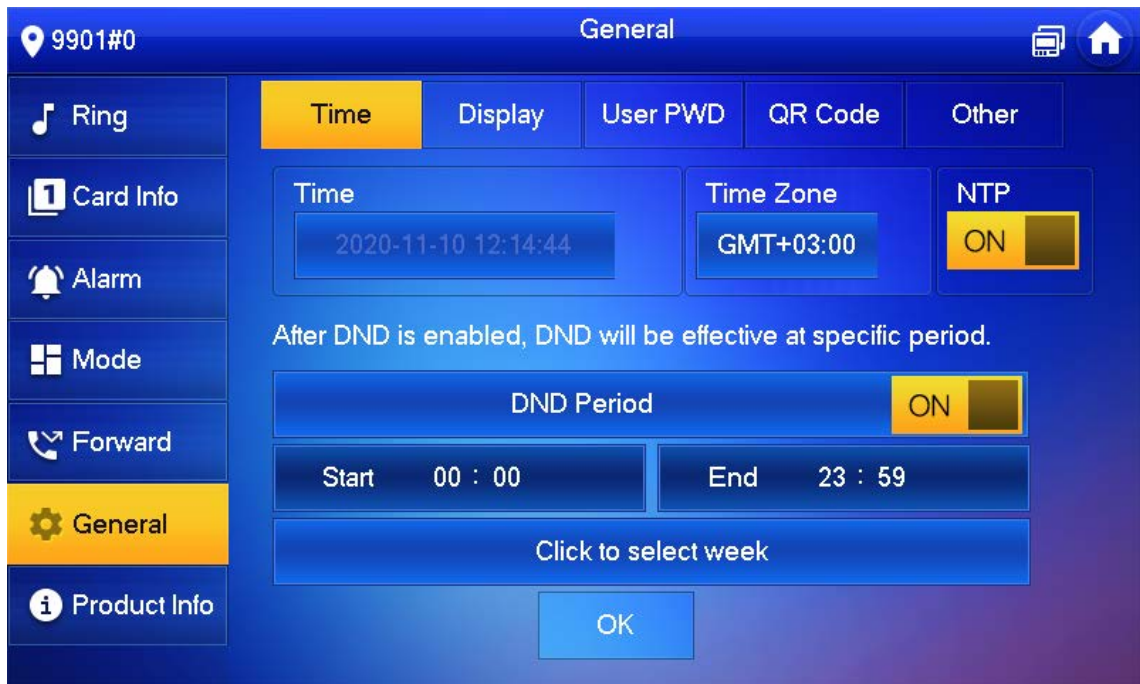 9901#0
General
Ring
Card Info
Alarm
Mode
Forward
General
Product Info
Time
Display
User PWD
QR Code
Other
Time
2020-11-10 12:14:44
Time Zone
GMT+03:00
NTP
ON
After DND is enabled, DND will be effective at specific period.
DND Period
ON
Start 00 : 00
End 23 : 59
Click to select week
OK